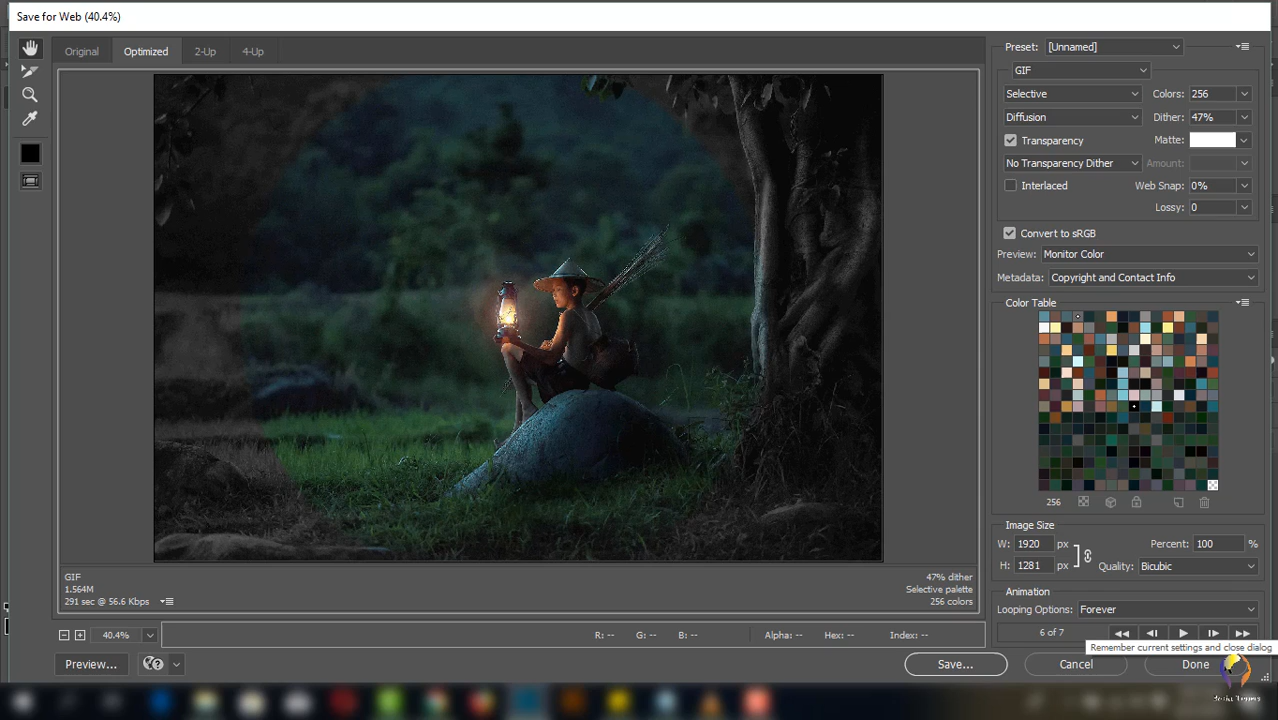 Save for Web (40.4%)
Original
Optimized
2-Up
4-Up
Preset: [Unnamed]
GIF
Selective
Colors: 256
Diffusion
Dither: 47%
Transparency
Matte:
No Transparency Dither
Amount:
Interlaced
Web Snap: 0%
Lossy: 0
Convert to sRGB
Preview: Monitor Color
Metadata: Copyright and Contact Info
Color Table
256
Image Size
W: 1920 px
Percent: 100 %
H: 1281 px
Quality: Bicubic
Animation
Looping Options: Forever
6 of 7
GIF
1.564M
291 sec @ 56.6 Kbps
47% dither
Selective palette
256 colors
40.4%
R: --
G: --
B: --
Alpha: --
Hex: --
Index: --
Remember current settings and close dialog
Preview...
Save...
Cancel
Done